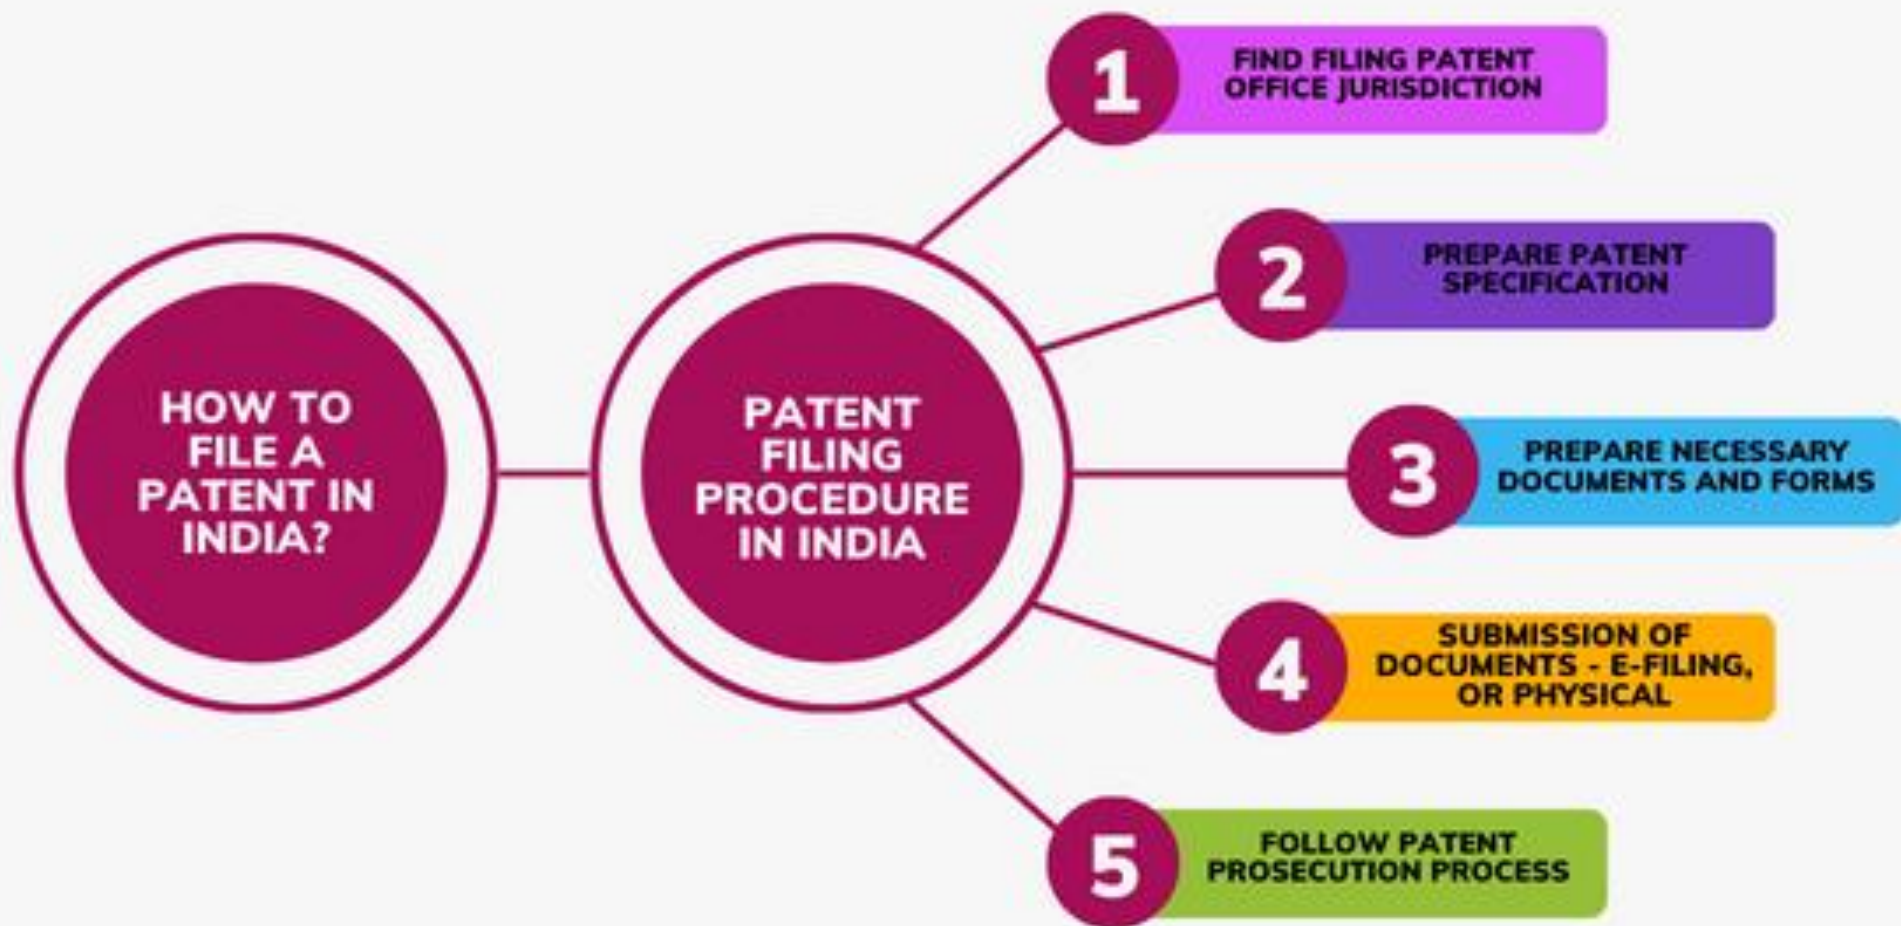 HOW TO
FILE A
PATENT IN
INDIA?
PATENT
FILING
PROCEDURE
IN INDIA
1
FIND FILING PATENT
OFFICE JURISDICTION
2
PREPARE PATENT
SPECIFICATION
3
PREPARE NECESSARY
DOCUMENTS AND FORMS
4
SUBMISSION OF
DOCUMENTS - E-FILING,
OR PHYSICAL
5
FOLLOW PATENT
PROSECUTION PROCESS